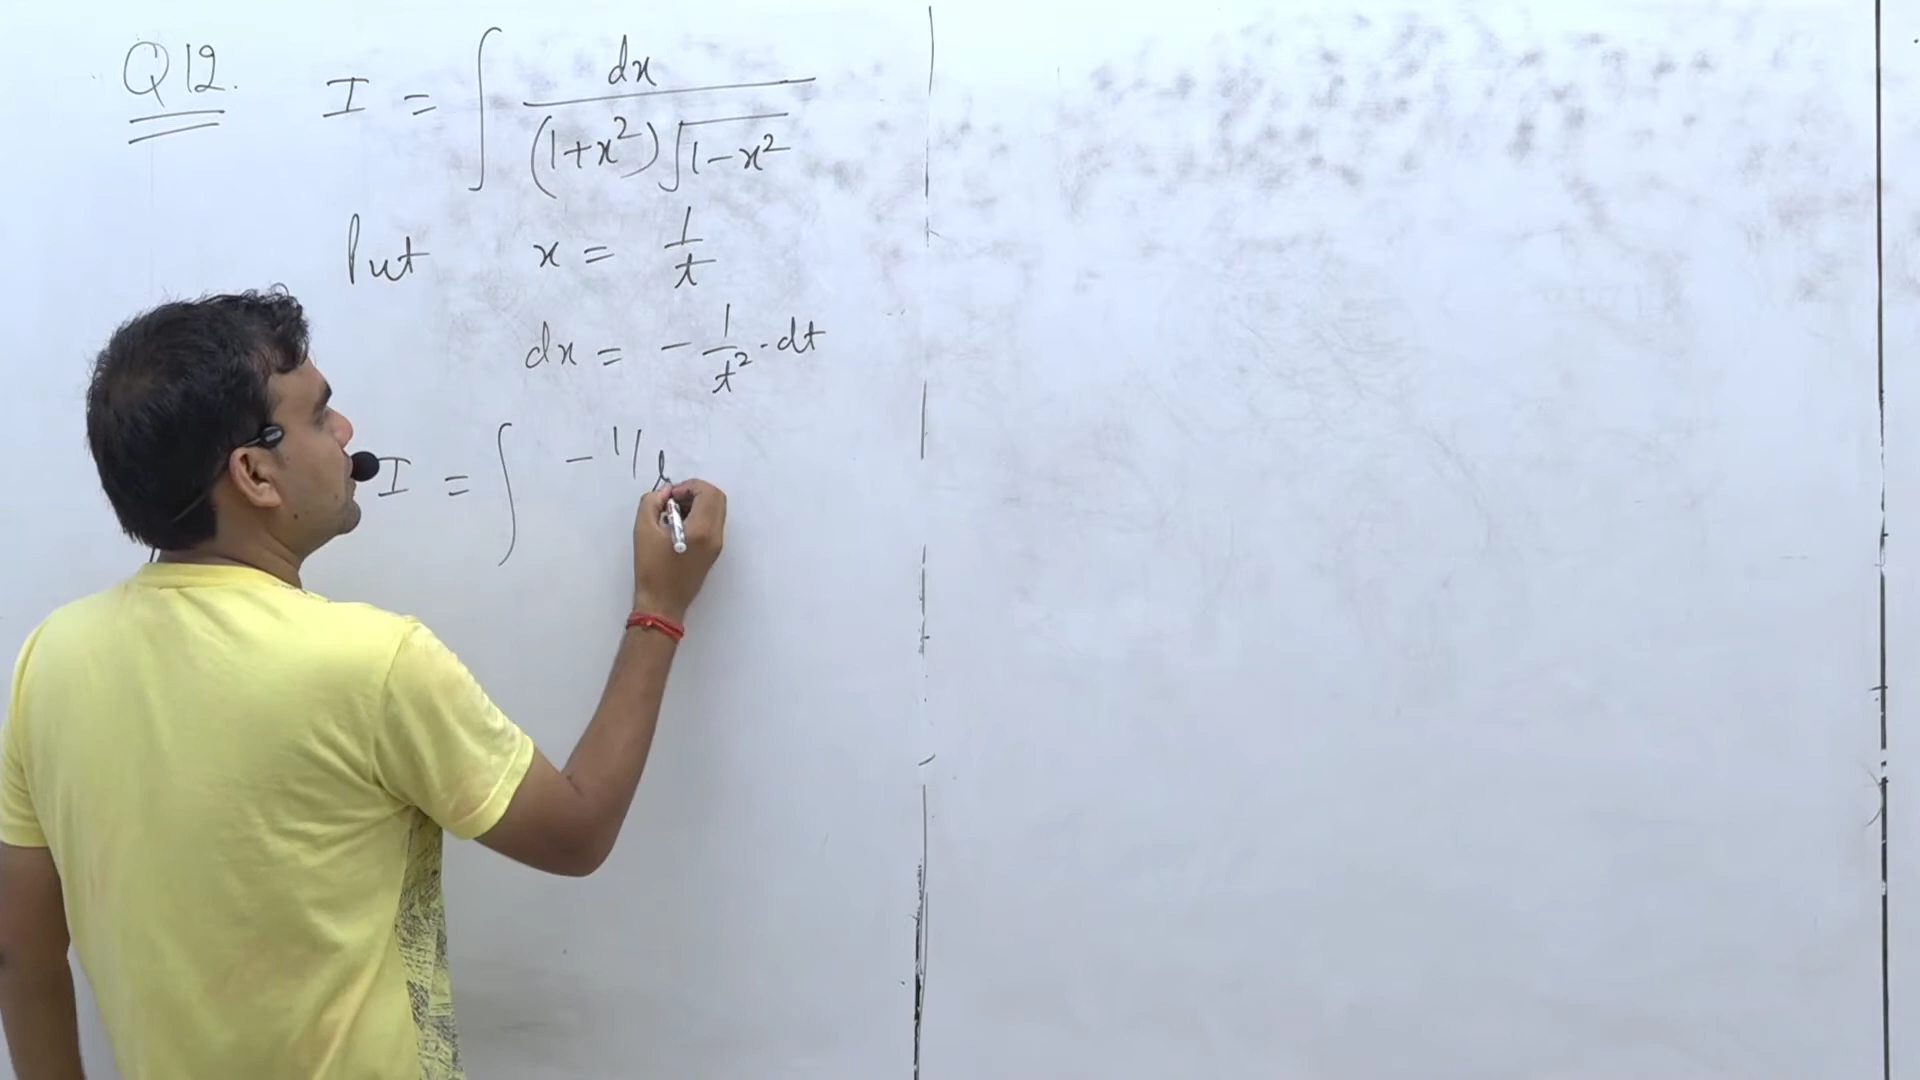 Q12. I = ∫ dx / (1+x²)√1-x²
Put x = 1/t
dx = - 1/t² · dt
I = ∫ -1/